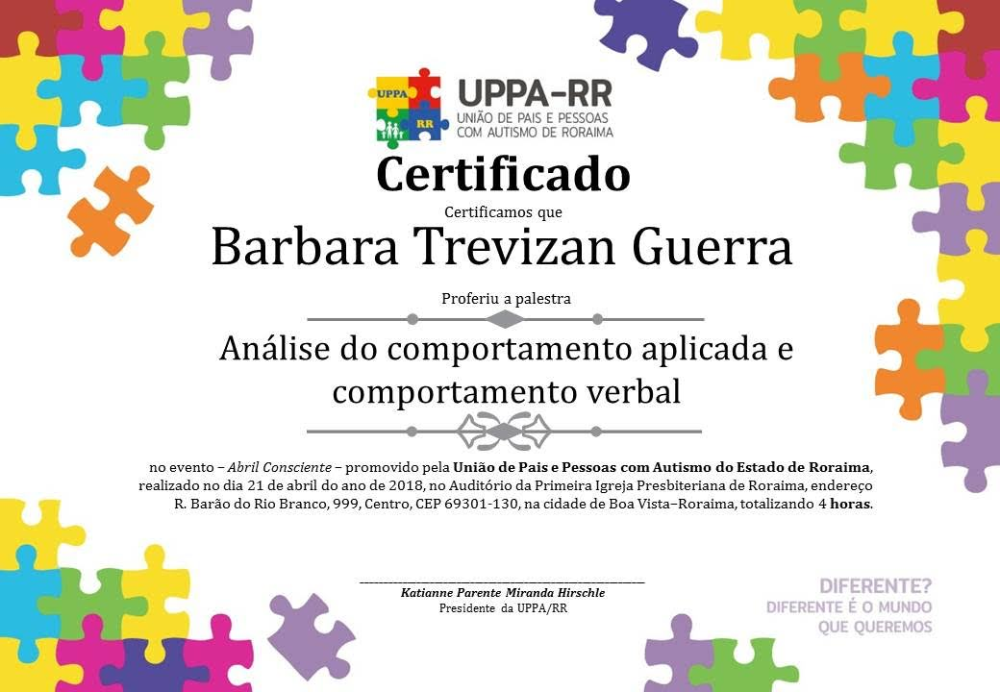 UPPA
RR
UPPA-RR
UNIÃO DE PAIS E PESSOAS
COM AUTISMO DE RORAIMA
Certificado
Certificamos que
Barbara Trevizan Guerra
Proferiu a palestra
Análise do comportamento aplicada e
comportamento verbal
no evento – Abril Consciente – promovido pela União de Pais e Pessoas com Autismo do Estado de Roraima,
realizado no dia 21 de abril do ano de 2018, no Auditório da Primeira Igreja Presbiteriana de Roraima, endereço
R. Barão do Rio Branco, 999, Centro, CEP 69301-130, na cidade de Boa Vista–Roraima, totalizando 4 horas.
Katianne Parente Miranda Hirschle
Presidente da UPPA/RR
DIFERENTE?
DIFERENTE É O MUNDO
QUE QUEREMOS